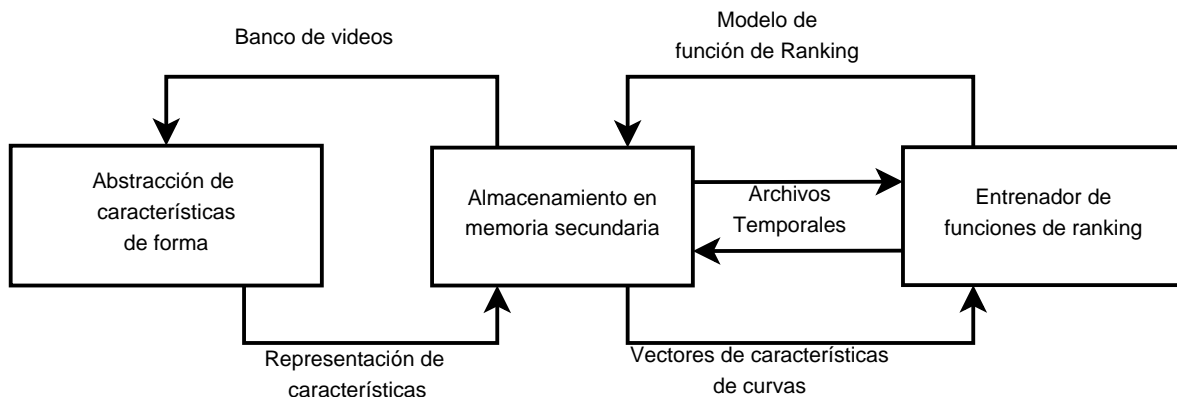 Banco de videos
Modelo de
función de Ranking
Abstracción de
características
de forma
Almacenamiento en
memoria secundaria
Archivos
Temporales
Entrenador de
funciones de ranking
Representación de
características
Vectores de características
de curvas